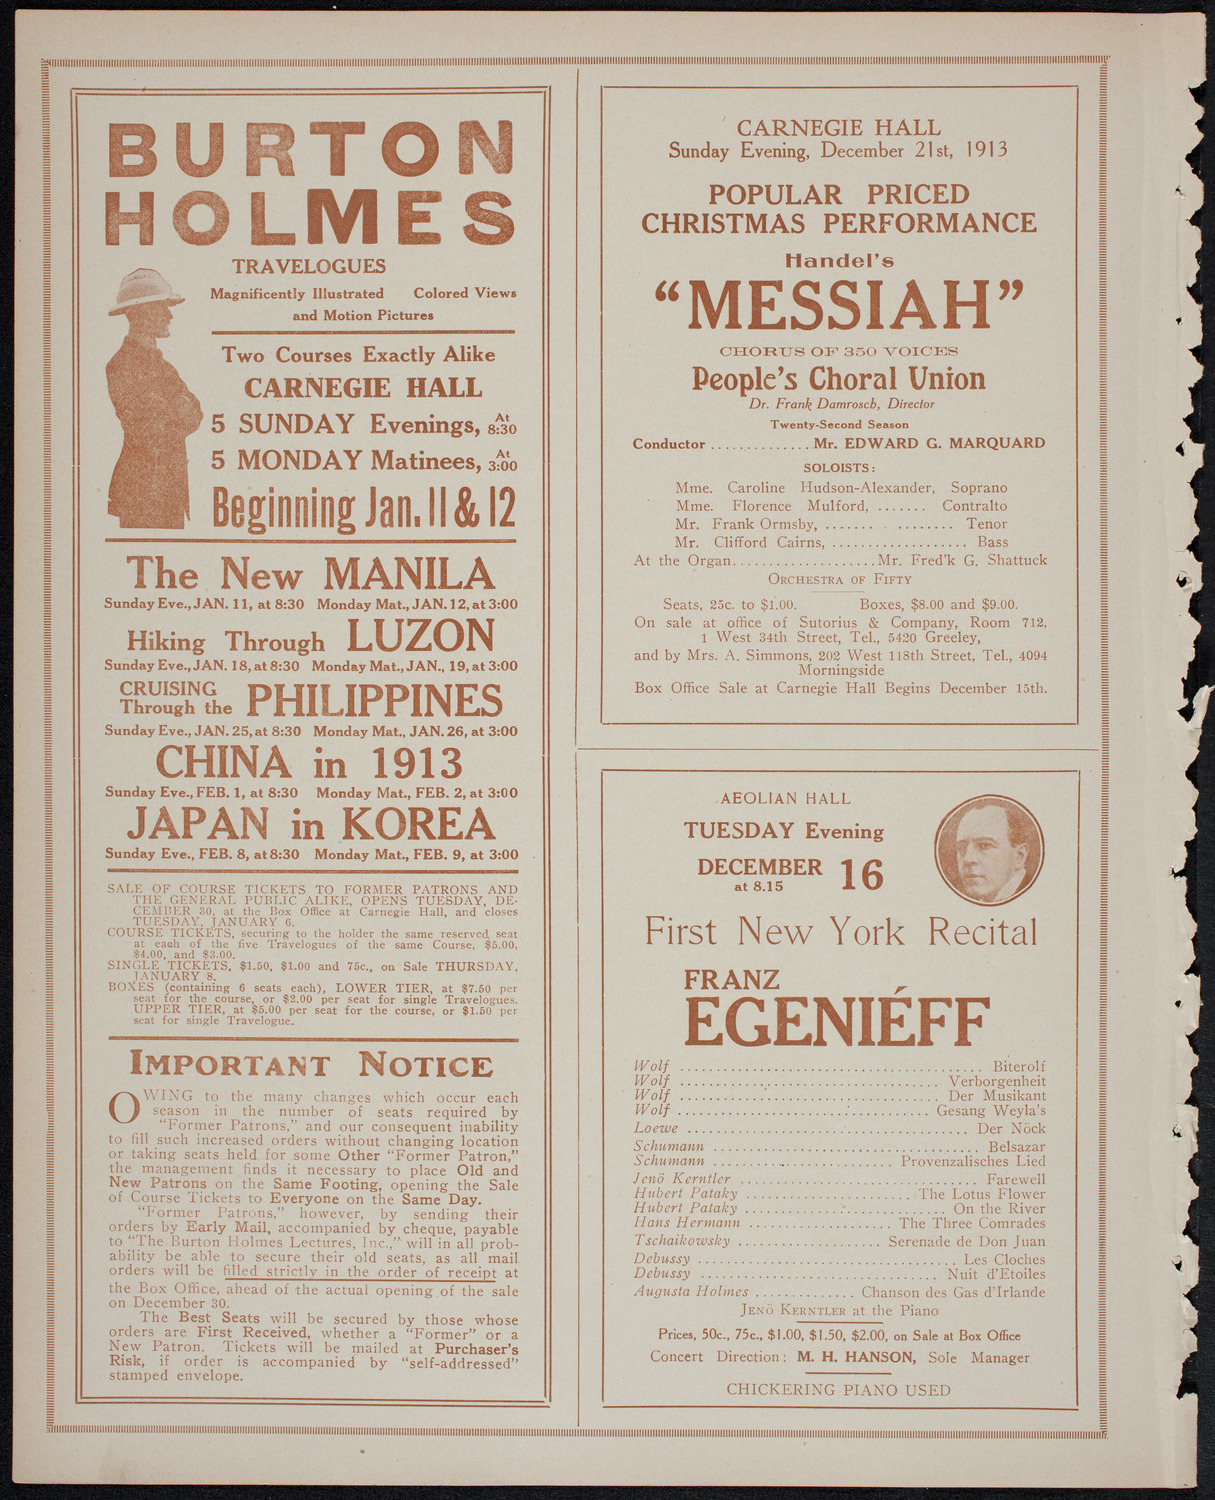 BURTON
HOLMES
TRAVELOGUES
Magnificently Illustrated Colored Views
and Motion Pictures
Two Courses Exactly Alike
CARNEGIE HALL
5 SUNDAY Evenings, At 8:30
5 MONDAY Matinees, At 3:00
Beginning Jan. 11 & 12
The New MANILA
Sunday Eve., JAN. 11, at 8:30 Monday Mat., JAN. 12, at 3:00
Hiking Through LUZON
Sunday Eve., JAN. 18, at 8:30 Monday Mat., JAN., 19, at 3:00
CRUISING
Through the PHILIPPINES
Sunday Eve., JAN. 25, at 8:30 Monday Mat., JAN. 26, at 3:00
CHINA in 1913
Sunday Eve., FEB. 1, at 8:30 Monday Mat., FEB. 2, at 3:00
JAPAN in KOREA
Sunday Eve., FEB. 8, at 8:30 Monday Mat., FEB. 9, at 3:00
SALE OF COURSE TICKETS TO FORMER PATRONS AND
THE GENERAL PUBLIC ALIKE, OPENS TUESDAY, DE-
CEMBER 30, at the Box Office at Carnegie Hall, and closes
TUESDAY, JANUARY 6.
COURSE TICKETS, securing to the holder the same reserved seat
at each of the five Travelogues of the same Course, $5.00,
$4.00, and $3.00.
SINGLE TICKETS, $1.50, $1.00 and 75c., on Sale THURSDAY,
JANUARY 8.
BOXES (containing 6 seats each), LOWER TIER, at $7.50 per
seat for the course, or $2.00 per seat for single Travelogues.
UPPER TIER, at $5.00 per seat for the course, or $1.50 per
seat for single Travelogue.
IMPORTANT NOTICE
OWING to the many changes which occur each
season in the number of seats required by
"Former Patrons," and our consequent inability
to fill such increased orders without changing location
or taking seats held for some Other "Former Patron,"
the management finds it necessary to place Old and
New Patrons on the Same Footing, opening the Sale
of Course Tickets to Everyone on the Same Day.
"Former Patrons," however, by sending their
orders by Early Mail, accompanied by cheque, payable
to "The Burton Holmes Lectures, Inc.," will in all prob-
ability be able to secure their old seats, as all mail
orders will be filled strictly in the order of receipt at
the Box Office, ahead of the actual opening of the sale
on December 30.
The Best Seats will be secured by those whose
orders are First Received, whether a "Former" or a
New Patron. Tickets will be mailed at Purchaser's
Risk, if order is accompanied by "self-addressed"
stamped envelope.
CARNEGIE HALL
Sunday Evening, December 21st, 1913
POPULAR PRICED
CHRISTMAS PERFORMANCE
Handel's
"MESSIAH"
CHORUS OF 350 VOICES
People's Choral Union
Dr. Frank Damrosch, Director
Twenty-Second Season
Conductor .............. Mr. EDWARD G. MARQUARD
SOLOISTS:
Mme. Caroline Hudson-Alexander, Soprano
Mme. Florence Mulford, ....... Contralto
Mr. Frank Ormsby, ....... ........ Tenor
Mr. Clifford Cairns, .................. Bass
At the Organ................... Mr. Fred'k G. Shattuck
ORCHESTRA OF FIFTY
Seats, 25c. to $1.00. Boxes, $8.00 and $9.00.
On sale at office of Sutorius & Company, Room 712,
1 West 34th Street, Tel., 5420 Greeley,
and by Mrs. A. Simmons, 202 West 118th Street, Tel., 4094
Morningside
Box Office Sale at Carnegie Hall Begins December 15th.
AEOLIAN HALL
TUESDAY Evening
DECEMBER 16
at 8.15
First New York Recital
FRANZ
EGENIÉFF
Wolf ........ Biterolf
Wolf ........ Verborgenheit
Wolf ........ Der Musikant
Wolf ........ Gesang Weyla's
Loewe ........ Der Nöck
Schumann ........ Belsazar
Schumann ........ Provenzalisches Lied
Jenö Kerntler ........ Farewell
Hubert Pataky ........ The Lotus Flower
Hubert Pataky ........ On the River
Hans Hermann ........ The Three Comrades
Tschaikowsky ........ Serenade de Don Juan
Debussy ........ Les Cloches
Debussy ........ Nuit d'Etoiles
Augusta Holmes ........ Chanson des Gas d'Irlande
JENÖ KERNTLER at the Piano
Prices, 50c., 75c., $1.00, $1.50, $2.00, on Sale at Box Office
Concert Direction: M. H. HANSON, Sole Manager
CHICKERING PIANO USED